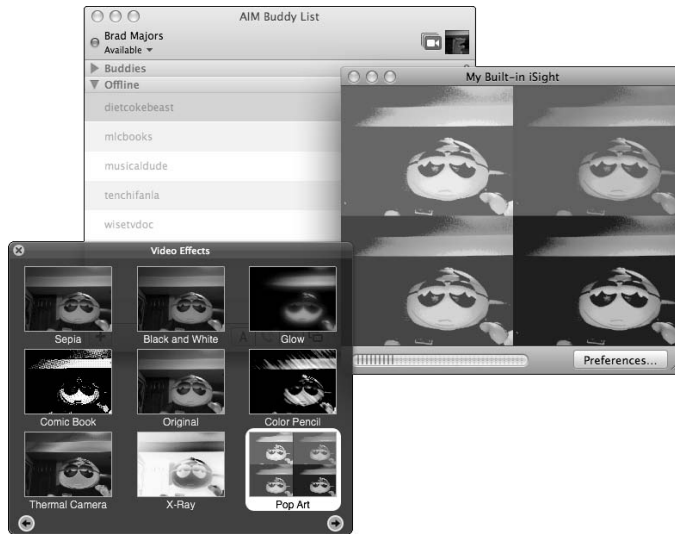 AIM Buddy List
Brad Majors
Available
Buddies
Offline
dietcokebeast
mlcbooks
musicaldude
tenchifanla
wisetvdoc
My Built-in iSight
Preferences...
Video Effects
Sepia
Black and White
Glow
Comic Book
Original
Color Pencil
Thermal Camera
X-Ray
Pop Art